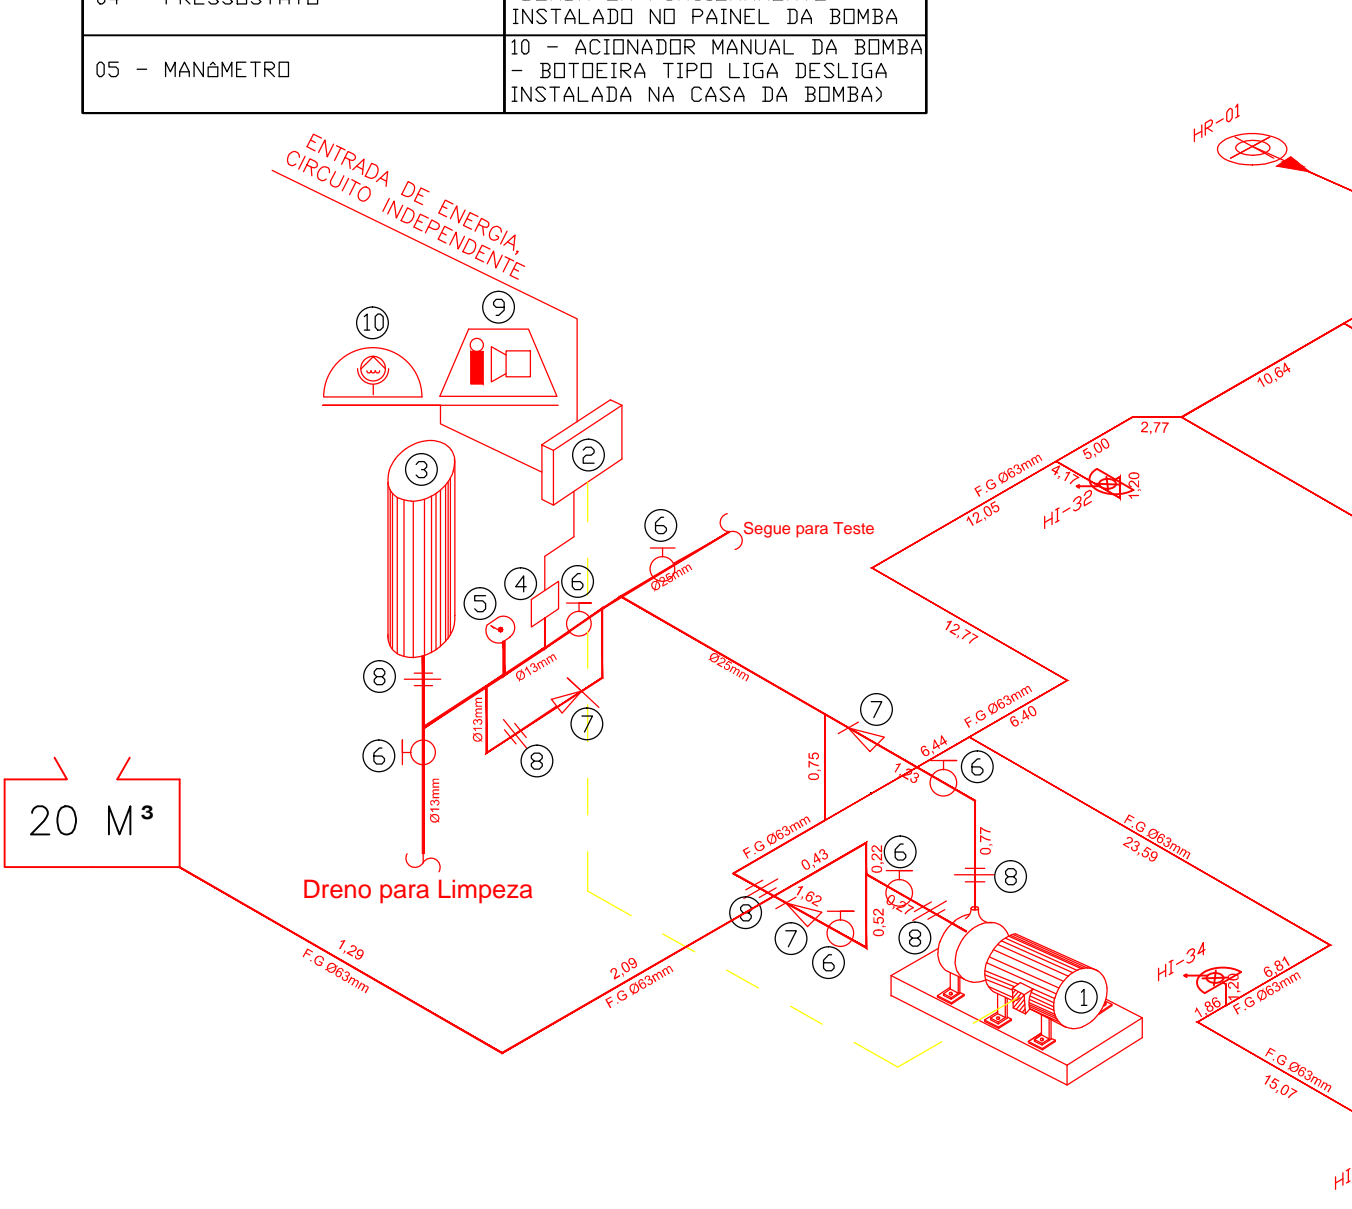 INSTALADO NO PAINEL DA BOMBA
05 - MANôMETRO
10 - ACIONADOR MANUAL DA BOMBA
- BOTOEIRA TIPO LIGA DESLIGA
INSTALADA NA CASA DA BOMBA)
HR-01
ENTRADA DE ENERGIA,
CIRCUITO INDEPENDENTE
9
10
10,64
2,77
5,00
2
3
F.G Ø63mm
4,17
1,20
12,05
HI-32
6
Segue para Teste
4
6
Ø25mm
5
12,77
Ø13mm
Ø25mm
8
F.G Ø63mm
6.40
7
7
Ø13mm
6,44
6
8
6
1,23
0,75
20 M³
Ø13mm
F.G Ø63mm
23,59
F.G Ø63mm
0,77
0,43
0,22
6
8
Dreno para Limpeza
1,62
0,27
8
0,52
7
6
8
1,29
F.G Ø63mm
2,09
F.G Ø63mm
1
HI-34
6,81
1,20
F.G Ø63mm
1,86
F.G Ø63mm
15,07
HI